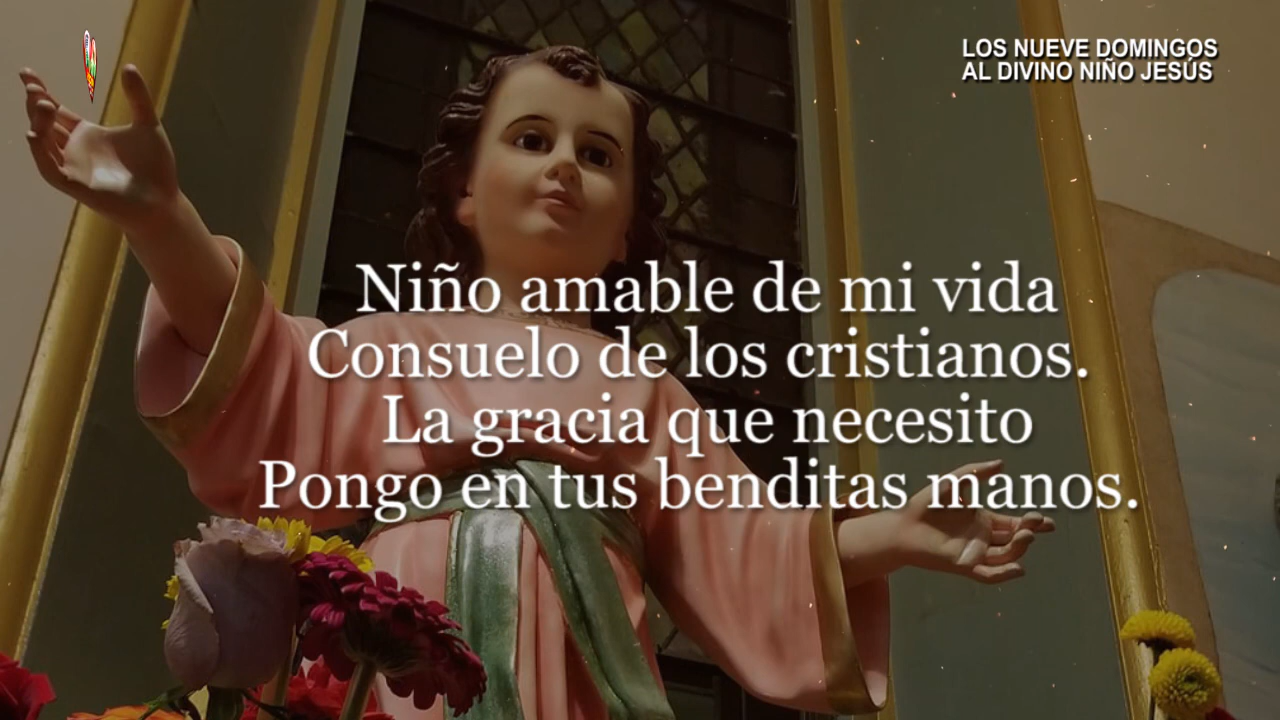 LOS NUEVE DOMINGOS
AL DIVINO NIÑO JESÚS
Niño amable de mi vida
Consuelo de los cristianos.
La gracia que necesito
Pongo en tus benditas manos.